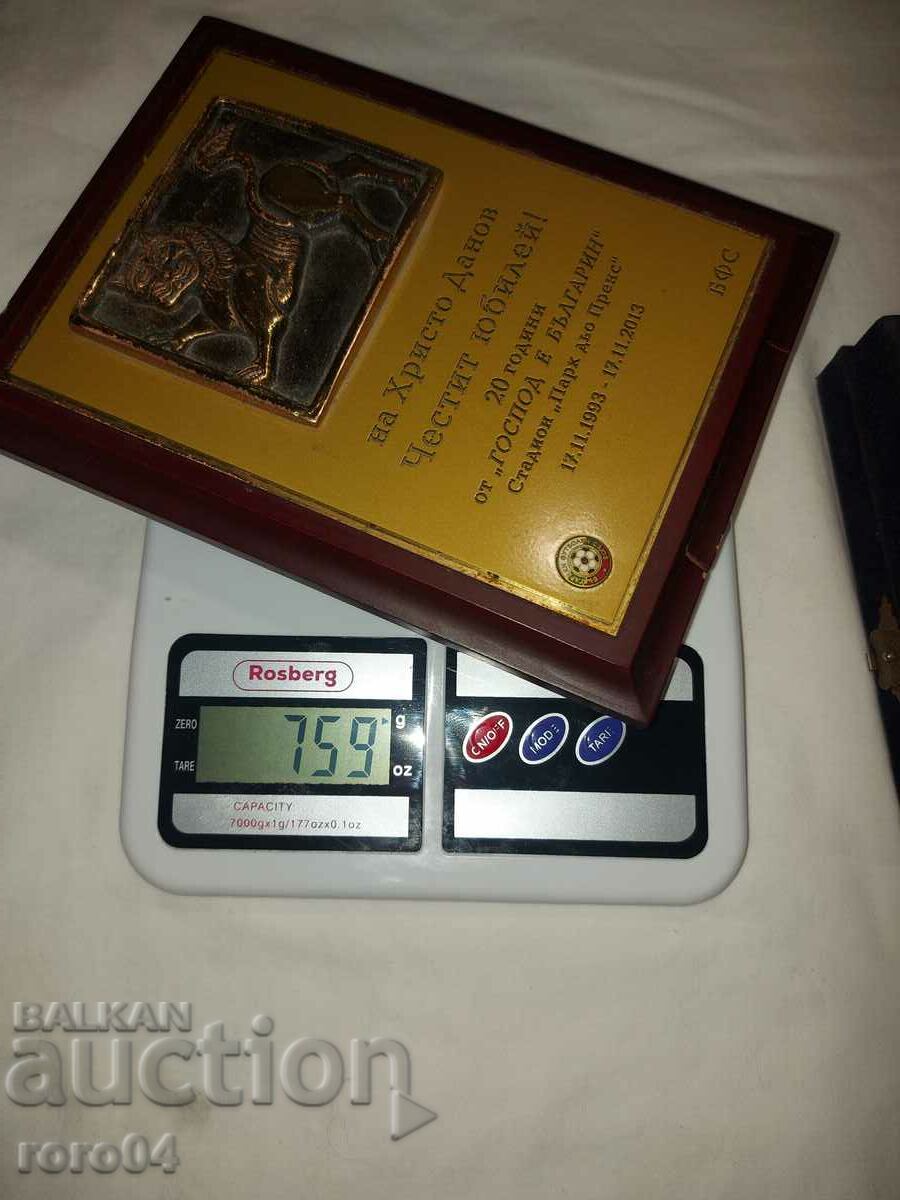 на Христо Данов
Честит юбилей!
20 години
от „ГОСПОД Е БЪЛГАРИН“
Стадион „Парк дьо Пренс“
17.11.1993 - 17.11.2013
БФС
Rosberg
ZERO
TARE
759
g
oz
CAPACITY
7000gx1g/177ozx0.1oz
ON/OFF
MODE
TARE
BALKAN
auction
roro04